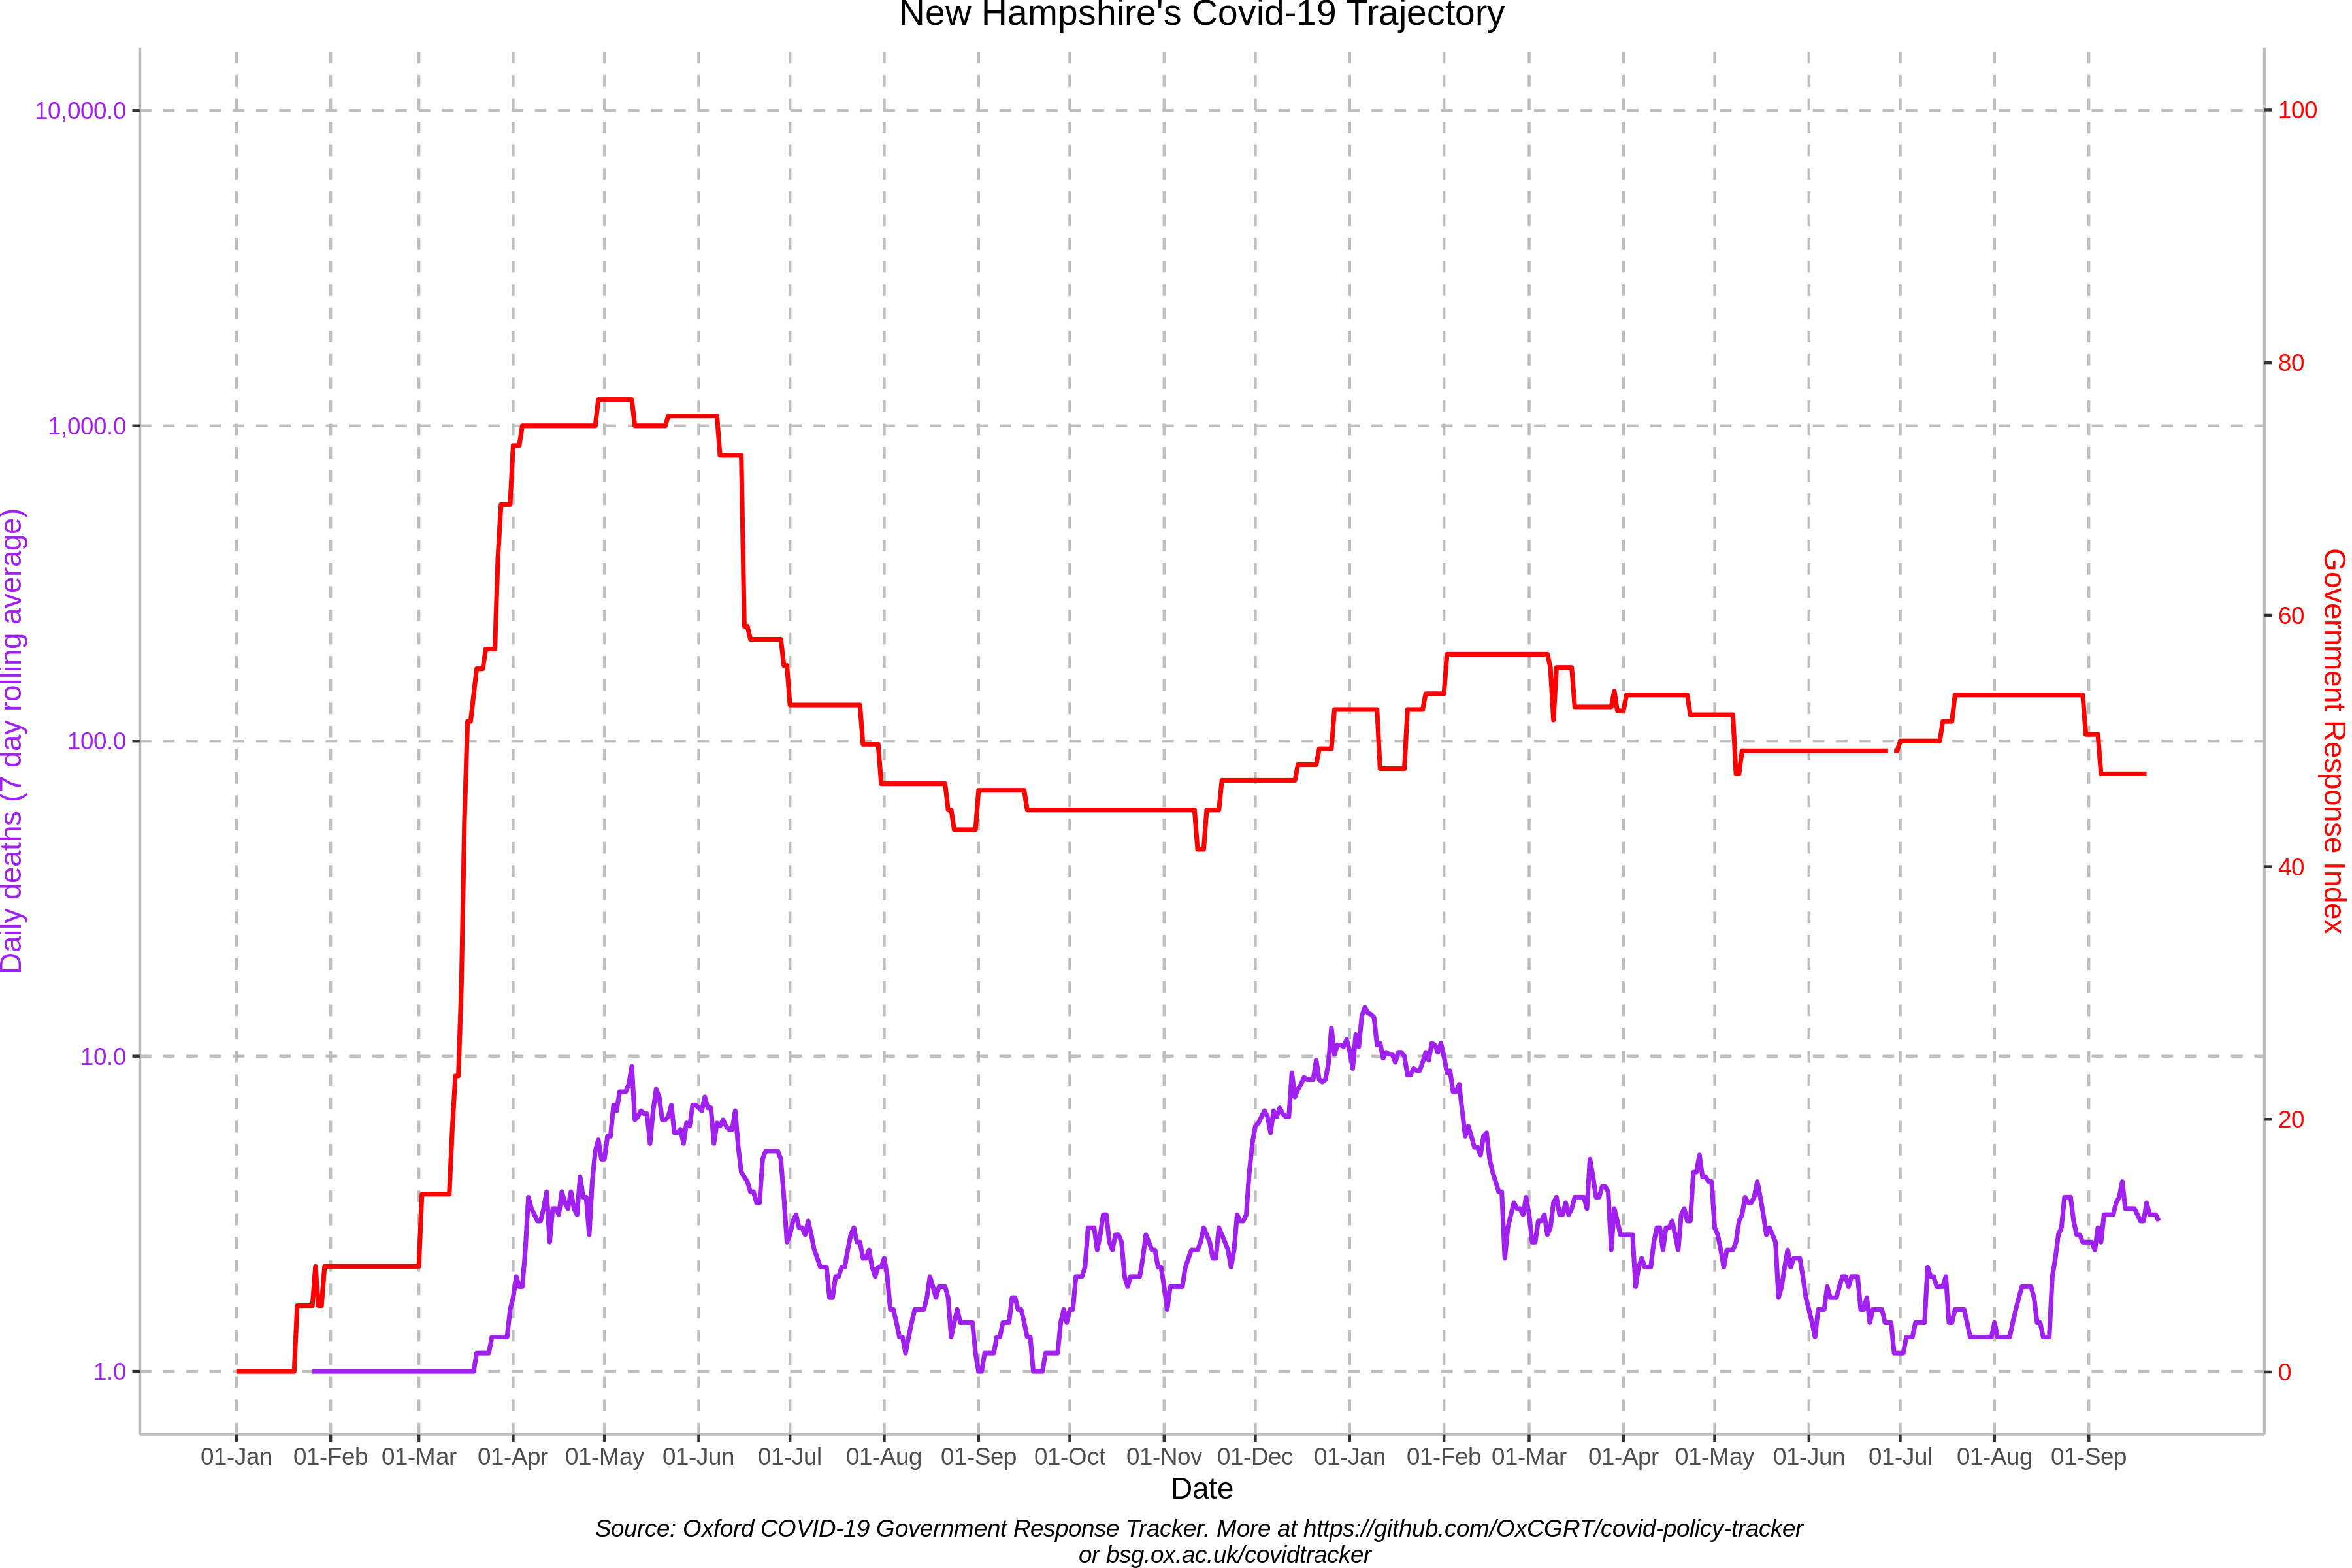 New Hampshire's Covid-19 Trajectory
10,000.0
1,000.0
100.0
10.0
1.0
Daily deaths (7 day rolling average)
100
80
60
40
20
0
Government Response Index
01-Jan 01-Feb 01-Mar 01-Apr 01-May 01-Jun 01-Jul 01-Aug 01-Sep 01-Oct 01-Nov 01-Dec 01-Jan 01-Feb 01-Mar 01-Apr 01-May 01-Jun 01-Jul 01-Aug 01-Sep
Date
Source: Oxford COVID-19 Government Response Tracker. More at https://github.com/OxCGRT/covid-policy-tracker
or bsg.ox.ac.uk/covidtracker